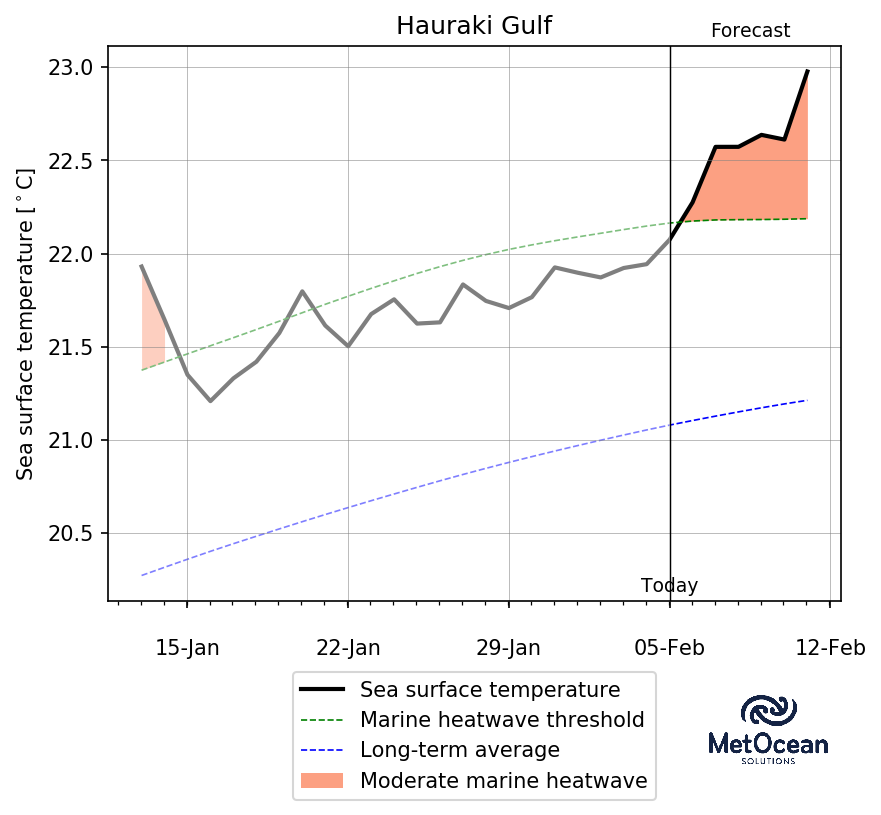 Hauraki Gulf
Forecast
Sea surface temperature [°C]
23.0
22.5
22.0
21.5
21.0
20.5
Today
15-Jan 22-Jan 29-Jan 05-Feb 12-Feb
Sea surface temperature
Marine heatwave threshold
Long-term average
Moderate marine heatwave
MetOcean
SOLUTIONS